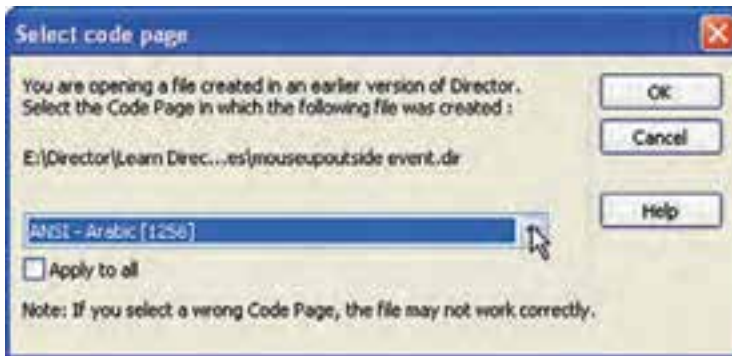 Select code page
You are opening a file created in an earlier version of Director.
Select the Code Page in which the following file was created :
OK
Cancel
E:\Director\Learn Direc...es\mouseupoutside event.dir
Help
ANSI - Arabic [1256]
Apply to all
Note: If you select a wrong Code Page, the file may not work correctly.